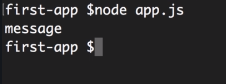 first-app $node app.js
message
first-app $